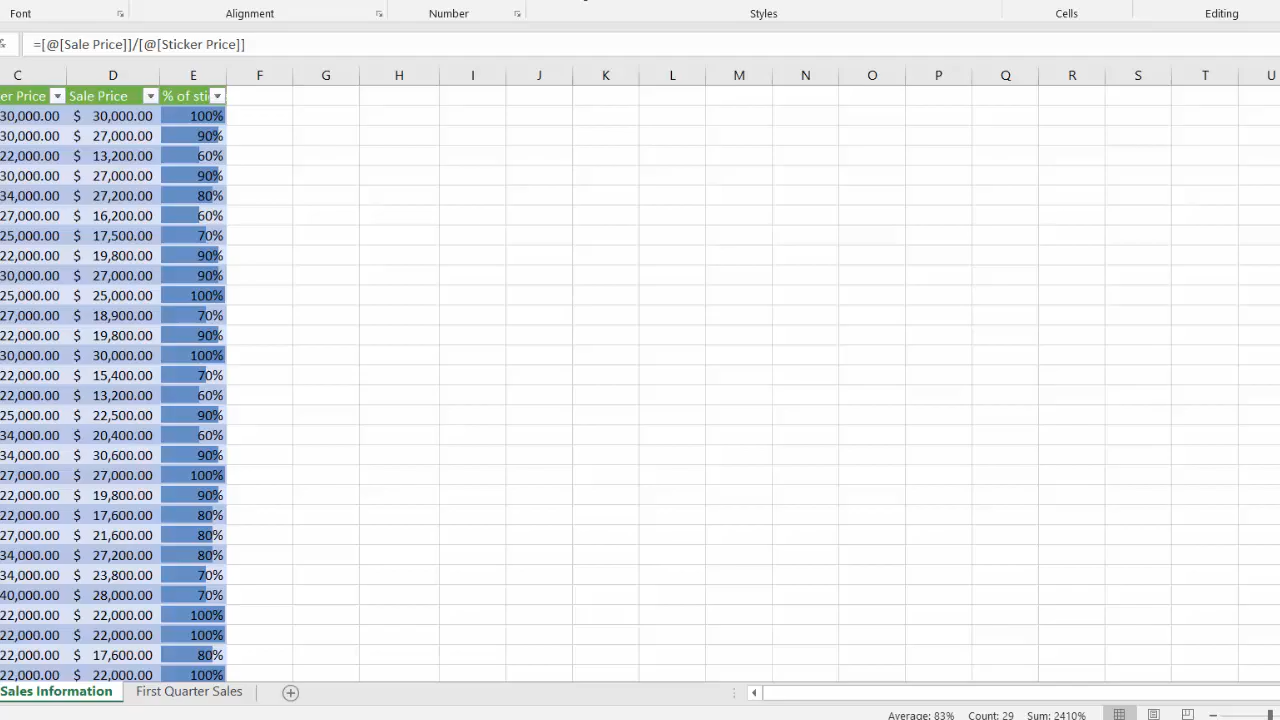 Font Alignment Number Styles Cells Editing
=[@[Sale Price]]/[@[Sticker Price]]
C D E F G H I J K L M N O P Q R S T U
er Price Sale Price % of sti
30,000.00 $ 30,000.00 100%
30,000.00 $ 27,000.00 90%
22,000.00 $ 13,200.00 60%
30,000.00 $ 27,000.00 90%
34,000.00 $ 27,200.00 80%
27,000.00 $ 16,200.00 60%
25,000.00 $ 17,500.00 70%
22,000.00 $ 19,800.00 90%
30,000.00 $ 27,000.00 90%
25,000.00 $ 25,000.00 100%
27,000.00 $ 18,900.00 70%
22,000.00 $ 19,800.00 90%
30,000.00 $ 30,000.00 100%
22,000.00 $ 15,400.00 70%
22,000.00 $ 13,200.00 60%
25,000.00 $ 22,500.00 90%
34,000.00 $ 20,400.00 60%
34,000.00 $ 30,600.00 90%
27,000.00 $ 27,000.00 100%
22,000.00 $ 19,800.00 90%
22,000.00 $ 17,600.00 80%
27,000.00 $ 21,600.00 80%
34,000.00 $ 27,200.00 80%
34,000.00 $ 23,800.00 70%
40,000.00 $ 28,000.00 70%
22,000.00 $ 22,000.00 100%
22,000.00 $ 22,000.00 100%
22,000.00 $ 17,600.00 80%
22,000.00 $ 22,000.00 100%
Sales Information First Quarter Sales
Average: 83% Count: 29 Sum: 2410%